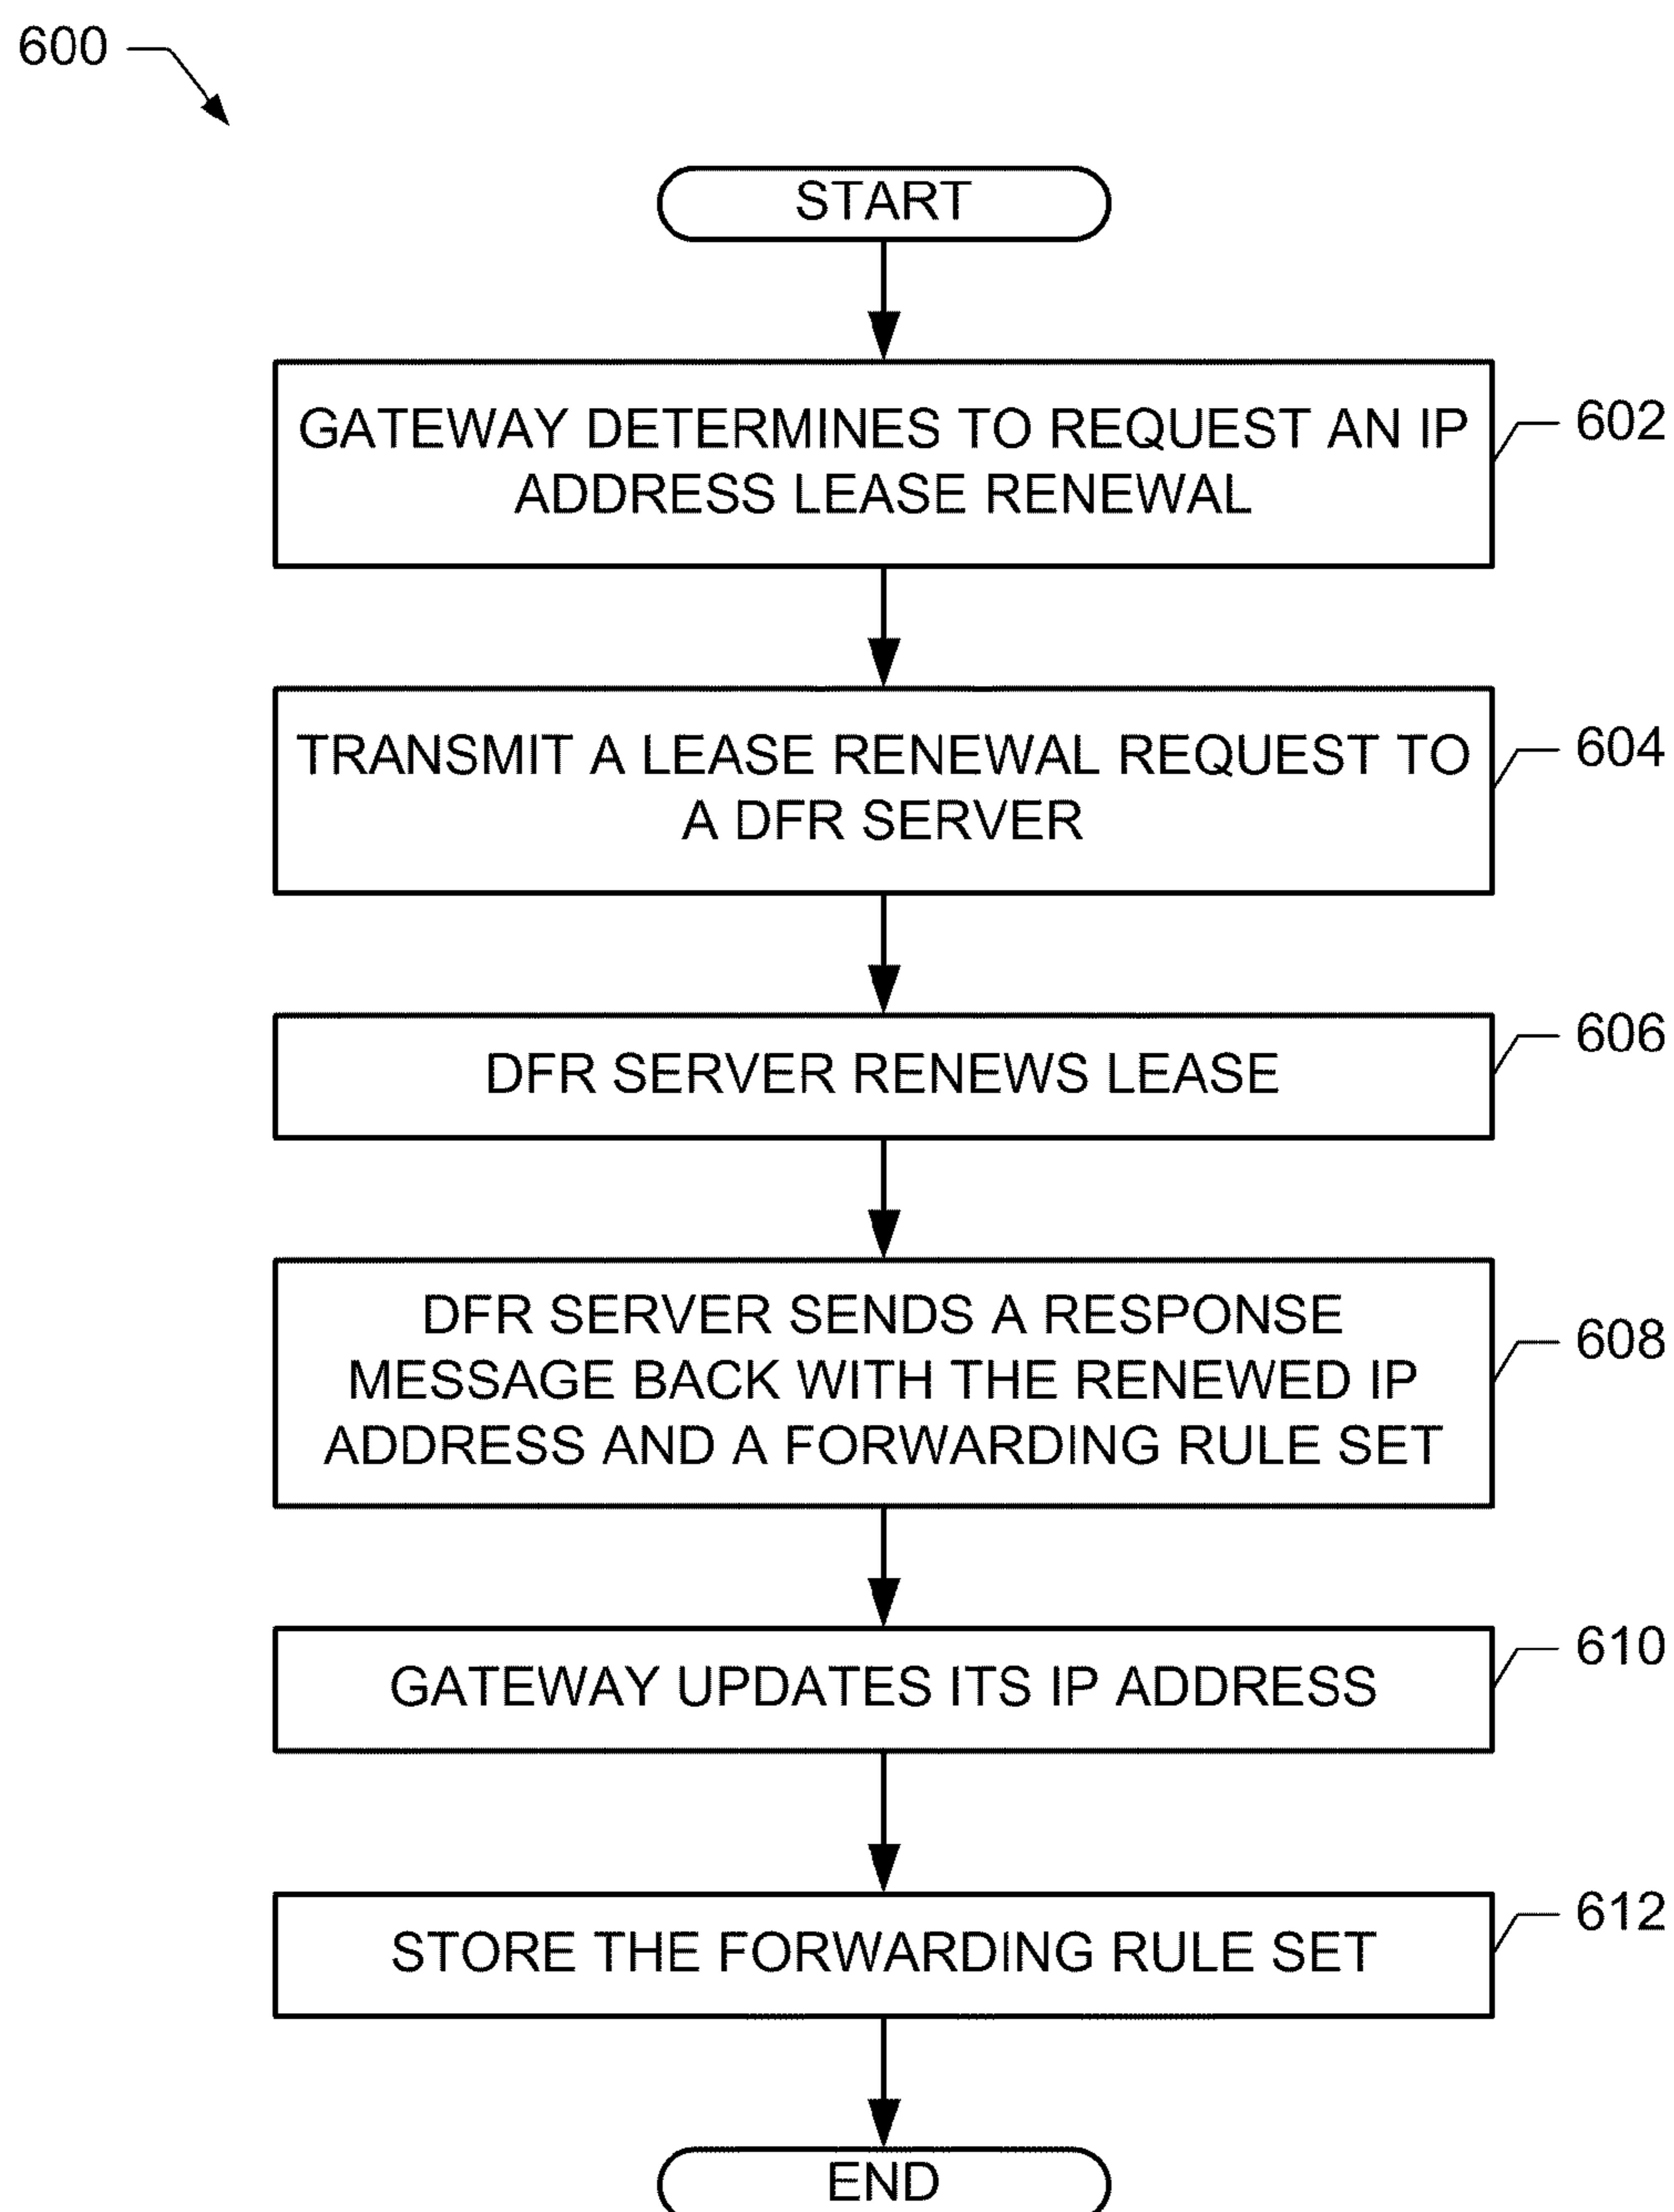 600
START
GATEWAY DETERMINES TO REQUEST AN IP
ADDRESS LEASE RENEWAL
602
TRANSMIT A LEASE RENEWAL REQUEST TO
A DFR SERVER
604
DFR SERVER RENEWS LEASE
606
DFR SERVER SENDS A RESPONSE
MESSAGE BACK WITH THE RENEWED IP
ADDRESS AND A FORWARDING RULE SET
608
GATEWAY UPDATES ITS IP ADDRESS
610
STORE THE FORWARDING RULE SET
612
END